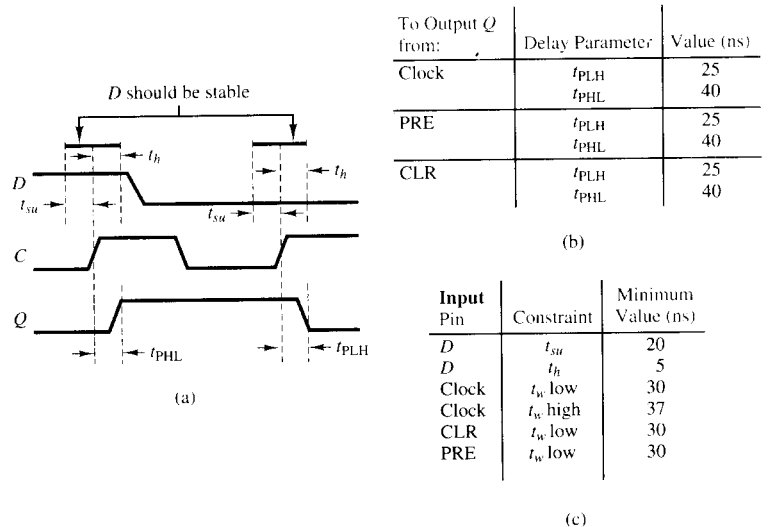 D should be stable
t_h
t_h
D
t_su
t_su
C
Q
t_PHL
t_PLH
(a)
To Output Q from:
Delay Parameter
Value (ns)
Clock t_PLH 25
t_PHL 40
PRE t_PLH 25
t_PHL 40
CLR t_PLH 25
t_PHL 40
(b)
Input Pin
Constraint
Minimum Value (ns)
D t_su 20
D t_h 5
Clock t_w low 30
Clock t_w high 37
CLR t_w low 30
PRE t_w low 30
(c)